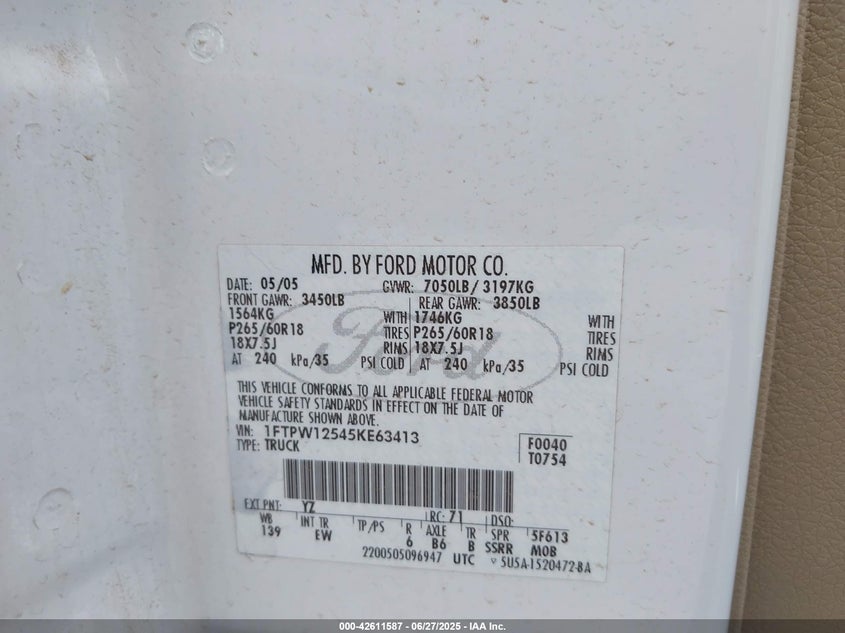 MFD. BY FORD MOTOR CO.
DATE: 05/05 GVWR: 7050LB / 3197KG
FRONT GAWR: 3450LB REAR GAWR: 3850LB
1564KG WITH 1746KG WITH
P265/60R18 TIRES P265/60R18 TIRES
18X7.5J RIMS 18X7.5J RIMS
AT 240 kPa/35 PSI COLD AT 240 kPa/35 PSI COLD
Ford
THIS VEHICLE CONFORMS TO ALL APPLICABLE FEDERAL MOTOR
VEHICLE SAFETY STANDARDS IN EFFECT ON THE DATE OF
MANUFACTURE SHOWN ABOVE.
VIN: 1FTPW12545KE63413 F0040
TYPE: TRUCK T0754
EXT PNT: YZ RC: 71 DSO:
WB INT TR TP/PS R AXLE TR SPR 5F613
139 EW 6 B6 B SSRR MOB
2200505096947 UTC ▽ 5U5A-1520472-BA
000-42611587 - 06/27/2025 - IAA Inc.